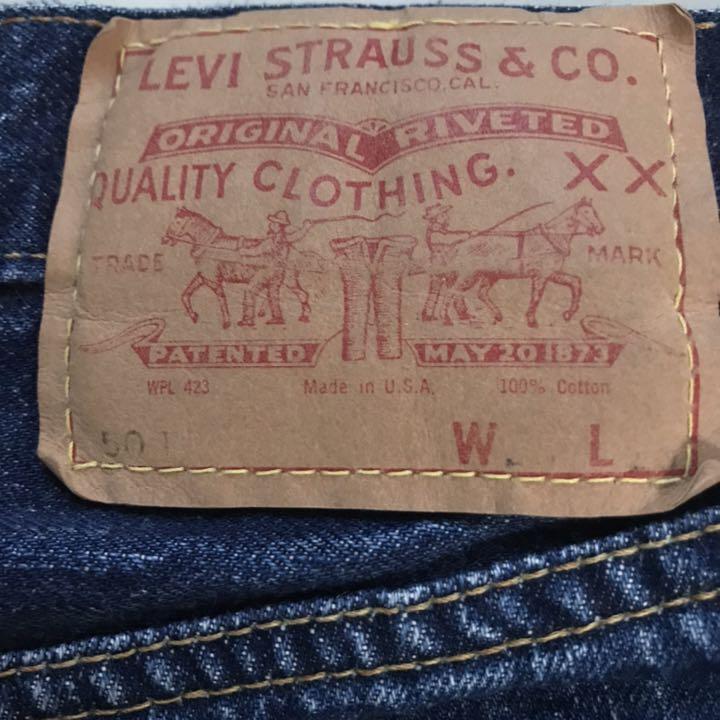 LEVI STRAUSS & CO.
SAN FRANCISCO, CAL.
ORIGINAL RIVETED
QUALITY CLOTHING. XX
TRADE MARK
PATENTED MAY 20 1873
WPL 423 Made in U.S.A. 100% Cotton
501 W L